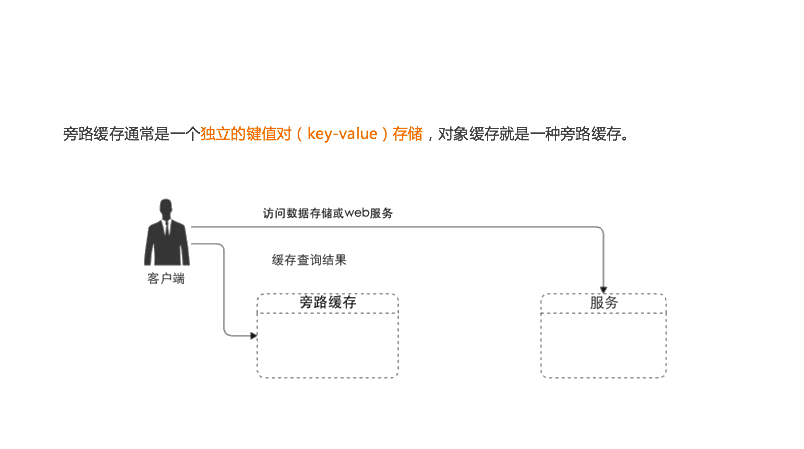 旁路缓存通常是一个独立的键值对（key-value）存储，对象缓存就是一种旁路缓存。
访问数据存储或web服务
缓存查询结果
客户端
旁路缓存
服务